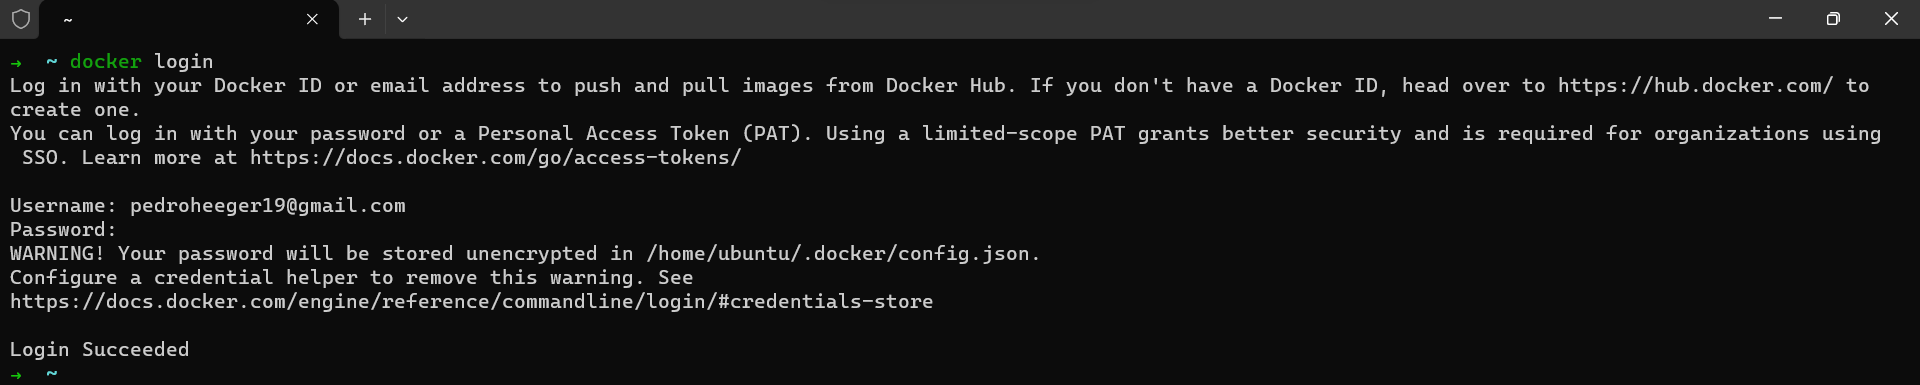 ~
→ ~ docker login
Log in with your Docker ID or email address to push and pull images from Docker Hub. If you don't have a Docker ID, head over to https://hub.docker.com/ to
create one.
You can log in with your password or a Personal Access Token (PAT). Using a limited-scope PAT grants better security and is required for organizations using
 SSO. Learn more at https://docs.docker.com/go/access-tokens/
Username: pedroheeger19@gmail.com
Password:
WARNING! Your password will be stored unencrypted in /home/ubuntu/.docker/config.json.
Configure a credential helper to remove this warning. See
https://docs.docker.com/engine/reference/commandline/login/#credentials-store
Login Succeeded
→ ~